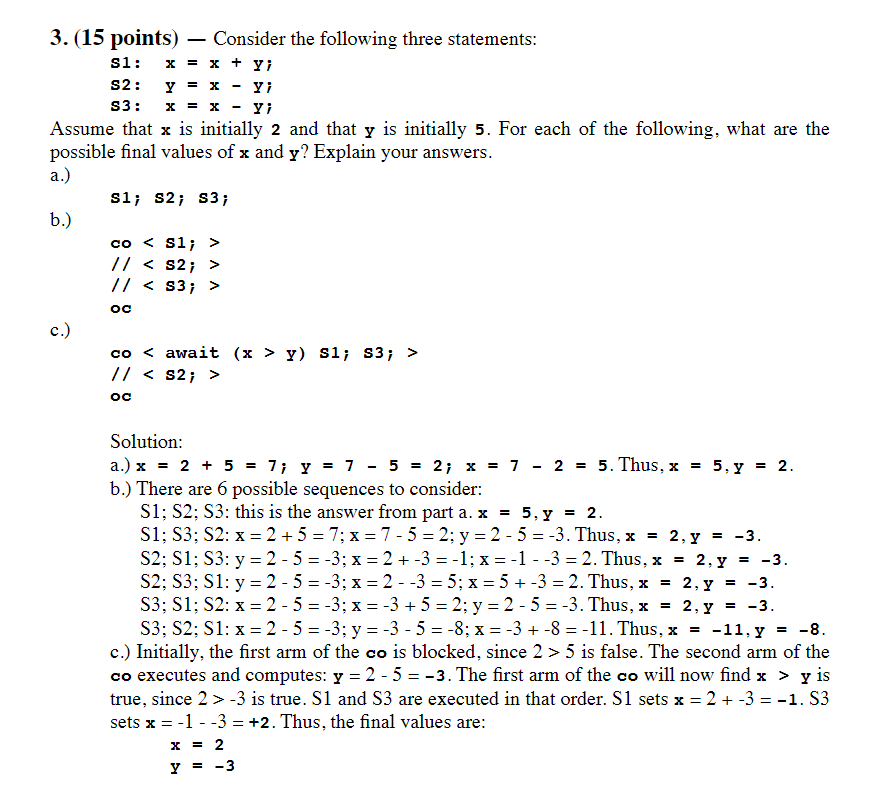 3. (15 points) — Consider the following three statements:
S1: x = x + y;
S2: y = x - y;
S3: x = x - y;
Assume that x is initially 2 and that y is initially 5. For each of the following, what are the
possible final values of x and y? Explain your answers.
a.)
S1; S2; S3;
b.)
co < S1; >
// < S2; >
// < S3; >
oc
c.)
co < await (x > y) S1; S3; >
// < S2; >
oc
Solution:
a.) x = 2 + 5 = 7; y = 7 - 5 = 2; x = 7 - 2 = 5. Thus, x = 5, y = 2.
b.) There are 6 possible sequences to consider:
S1; S2; S3: this is the answer from part a. x = 5, y = 2.
S1; S3; S2: x = 2 + 5 = 7; x = 7 - 5 = 2; y = 2 - 5 = -3. Thus, x = 2, y = -3.
S2; S1; S3: y = 2 - 5 = -3; x = 2 + -3 = -1; x = -1 - -3 = 2. Thus, x = 2, y = -3.
S2; S3; S1: y = 2 - 5 = -3; x = 2 - -3 = 5; x = 5 + -3 = 2. Thus, x = 2, y = -3.
S3; S1; S2: x = 2 - 5 = -3; x = -3 + 5 = 2; y = 2 - 5 = -3. Thus, x = 2, y = -3.
S3; S2; S1: x = 2 - 5 = -3; y = -3 - 5 = -8; x = -3 + -8 = -11. Thus, x = -11, y = -8.
c.) Initially, the first arm of the co is blocked, since 2 > 5 is false. The second arm of the
co executes and computes: y = 2 - 5 = -3. The first arm of the co will now find x > y is
true, since 2 > -3 is true. S1 and S3 are executed in that order. S1 sets x = 2 + -3 = -1. S3
sets x = -1 - -3 = +2. Thus, the final values are:
x = 2
y = -3